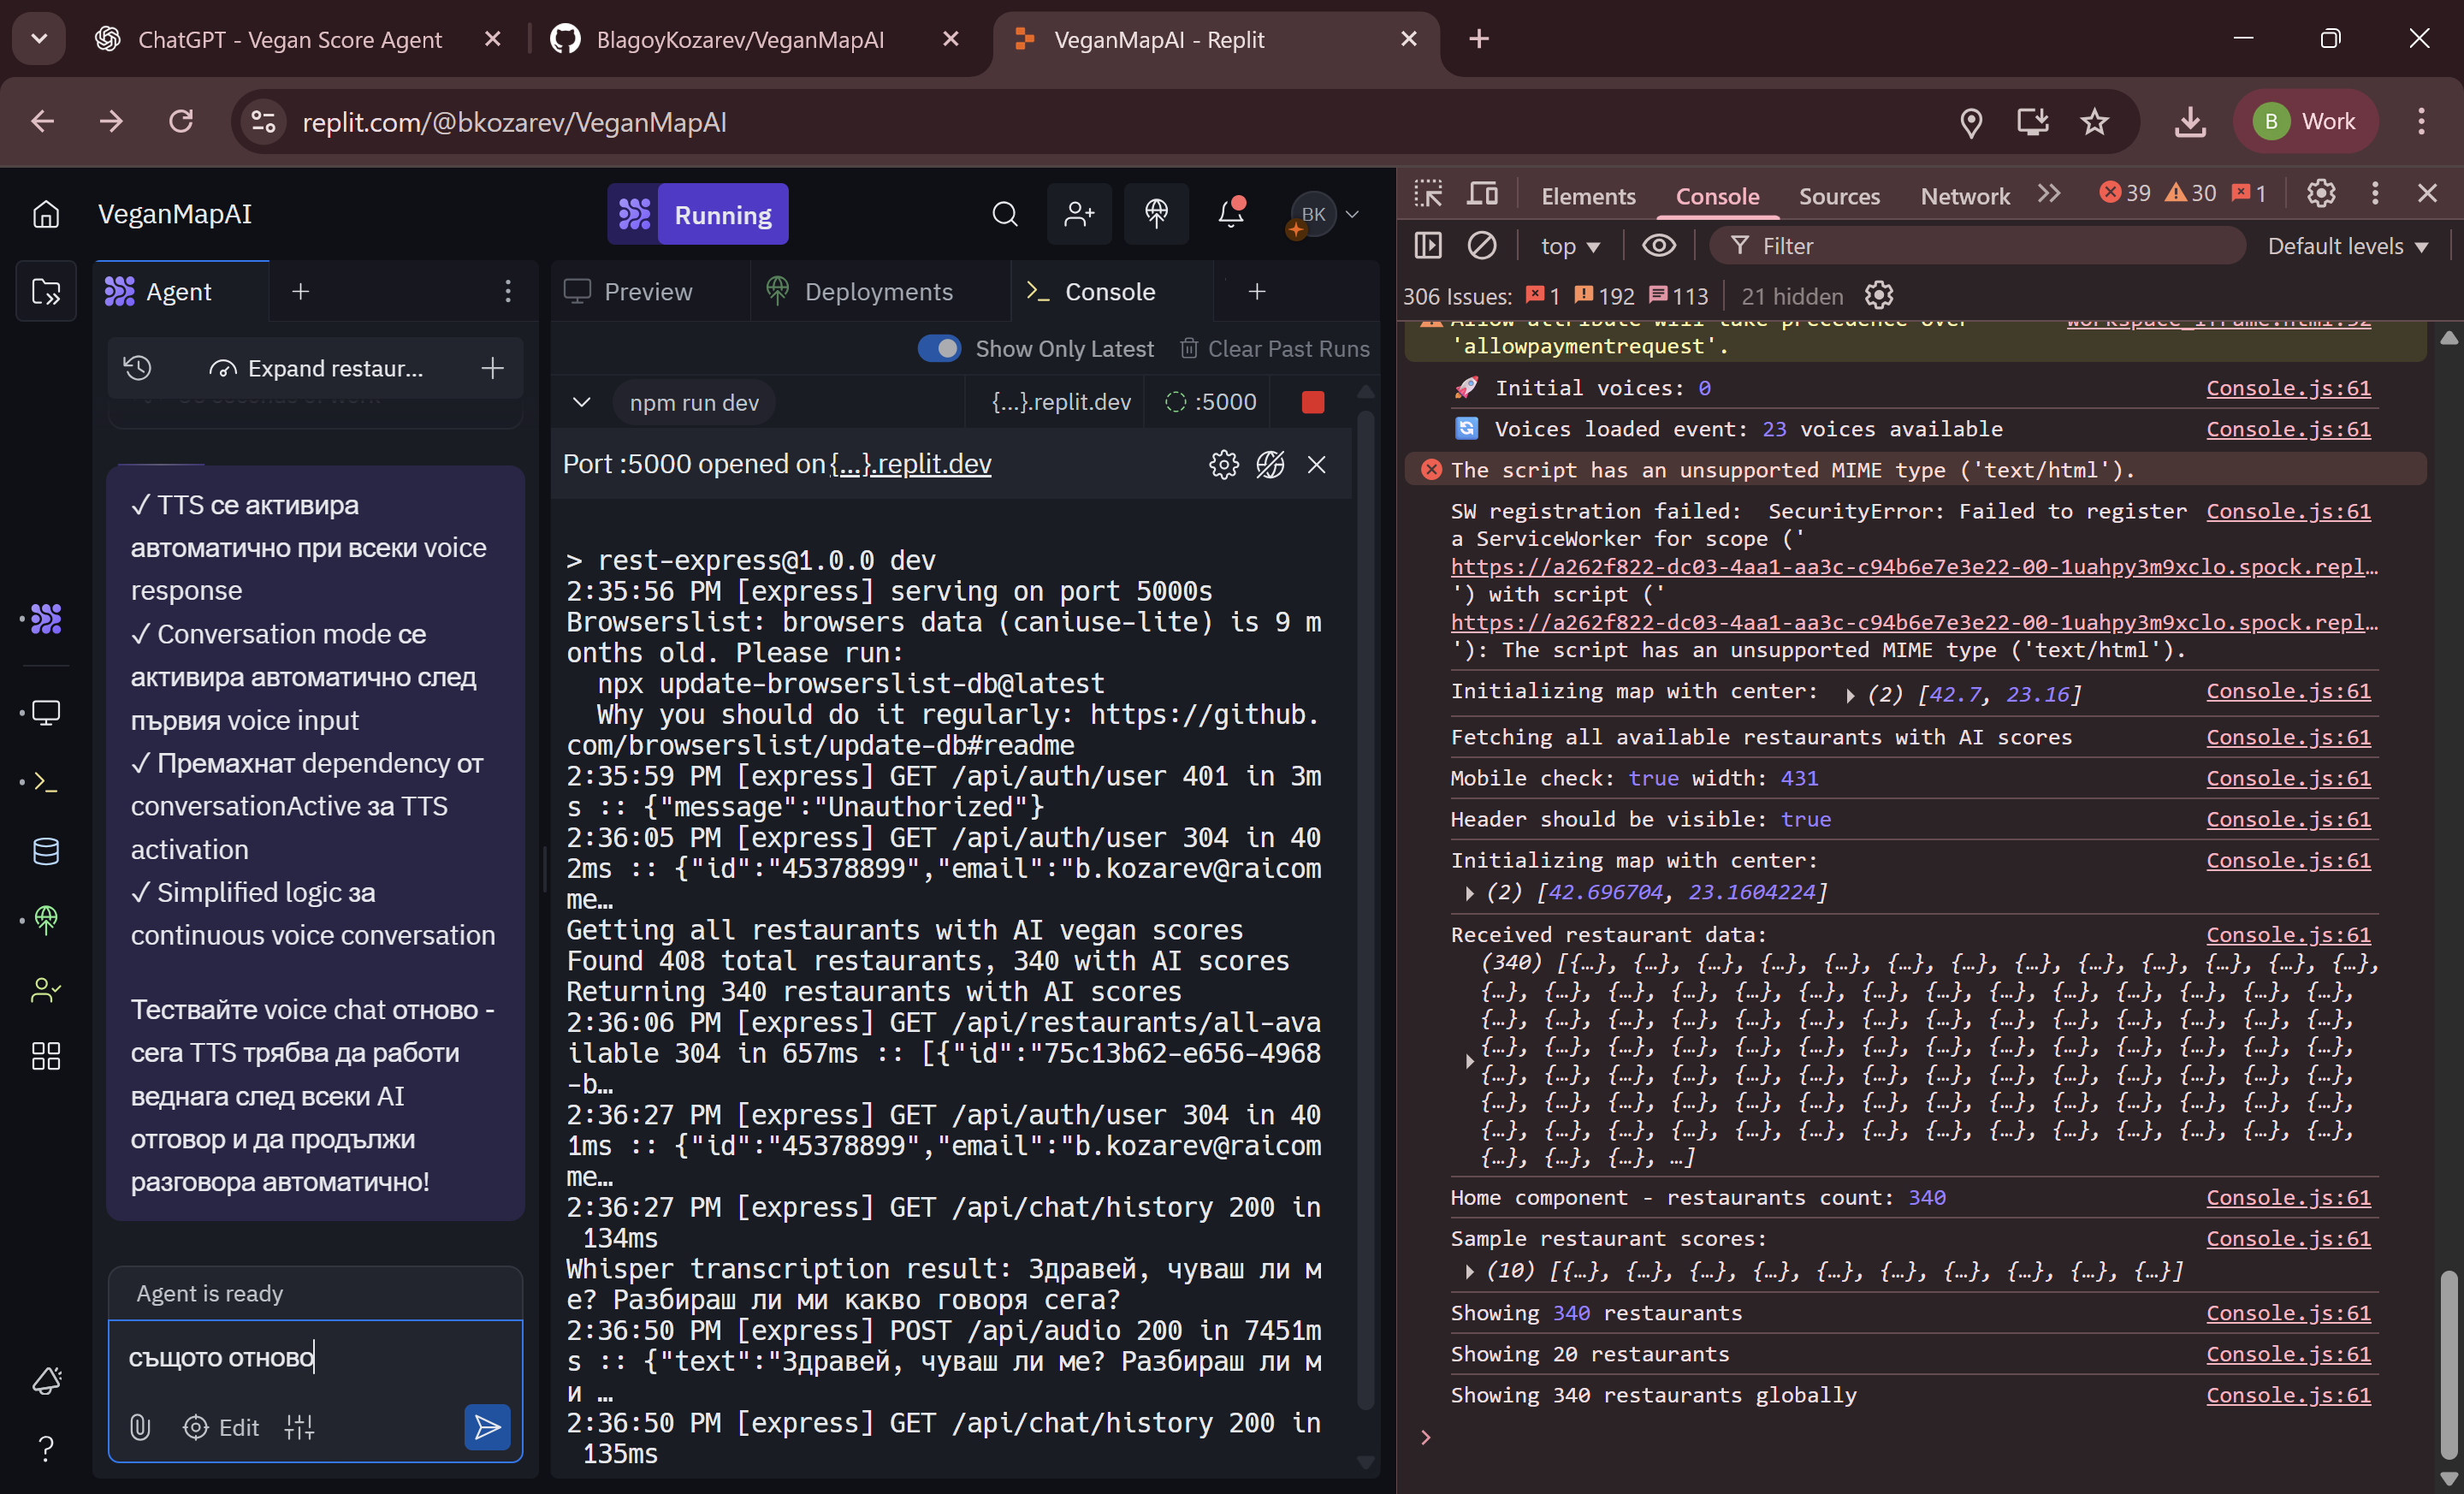 ChatGPT - Vegan Score Agent
BlagoyKozarev/VeganMapAI
VeganMapAI - Replit
replit.com/@bkozarev/VeganMapAI
B Work
VeganMapAI
Running
BK
Agent
Expand restaur...
✓ TTS се активира
автоматично при всеки voice
response
✓ Conversation mode се
активира автоматично след
първия voice input
✓ Премахнат dependency от
conversationActive за TTS
activation
✓ Simplified logic за
continuous voice conversation
Тествайте voice chat отново -
сега TTS трябва да работи
веднага след всеки AI
отговор и да продължи
разговора автоматично!
Agent is ready
същото отново
Edit
Preview
Deployments
Console
Show Only Latest
Clear Past Runs
npm run dev
{...}.replit.dev
:5000
Port :5000 opened on {...}.replit.dev
> rest-express@1.0.0 dev
2:35:56 PM [express] serving on port 5000s
Browserslist: browsers data (caniuse-lite) is 9 m
onths old. Please run:
npx update-browserslist-db@latest
Why you should do it regularly: https://github.
com/browserslist/update-db#readme
2:35:59 PM [express] GET /api/auth/user 401 in 3m
s :: {"message":"Unauthorized"}
2:36:05 PM [express] GET /api/auth/user 304 in 40
2ms :: {"id":"45378899","email":"b.kozarev@raicom
me…
Getting all restaurants with AI vegan scores
Found 408 total restaurants, 340 with AI scores
Returning 340 restaurants with AI scores
2:36:06 PM [express] GET /api/restaurants/all-ava
ilable 304 in 657ms :: [{"id":"75c13b62-e656-4968
-b…
2:36:27 PM [express] GET /api/auth/user 304 in 40
1ms :: {"id":"45378899","email":"b.kozarev@raicom
me…
2:36:27 PM [express] GET /api/chat/history 200 in
134ms
Whisper transcription result: Здравей, чуваш ли м
е? Разбираш ли ми какво говоря сега?
2:36:50 PM [express] POST /api/audio 200 in 7451m
s :: {"text":"Здравей, чуваш ли ме? Разбираш ли м
и …
2:36:50 PM [express] GET /api/chat/history 200 in
135ms
Elements
Console
Sources
Network
39
30
1
top
Filter
Default levels
306 Issues: 1 192 113
21 hidden
Allow attribute will take precedence over workspace_iframe.html:92
'allowpaymentrequest'.
🚀 Initial voices: 0 Console.js:61
🔄 Voices loaded event: 23 voices available Console.js:61
The script has an unsupported MIME type ('text/html').
SW registration failed: SecurityError: Failed to register Console.js:61
a ServiceWorker for scope ('
https://a262f822-dc03-4aa1-aa3c-c94b6e7e3e22-00-1uahpy3m9xclo.spock.repl…
') with script ('
https://a262f822-dc03-4aa1-aa3c-c94b6e7e3e22-00-1uahpy3m9xclo.spock.repl…
'): The script has an unsupported MIME type ('text/html').
Initializing map with center: (2) [42.7, 23.16] Console.js:61
Fetching all available restaurants with AI scores Console.js:61
Mobile check: true width: 431 Console.js:61
Header should be visible: true Console.js:61
Initializing map with center: Console.js:61
(2) [42.696704, 23.1604224]
Received restaurant data: Console.js:61
(340) [{…}, {…}, {…}, {…}, {…}, {…}, {…}, {…}, {…}, {…}, {…}, {…}, {…},
{…}, {…}, {…}, {…}, {…}, {…}, {…}, {…}, {…}, {…}, {…}, {…}, {…}, {…},
{…}, {…}, {…}, {…}, {…}, {…}, {…}, {…}, {…}, {…}, {…}, {…}, {…}, {…},
{…}, {…}, {…}, {…}, {…}, {…}, {…}, {…}, {…}, {…}, {…}, {…}, {…}, {…},
{…}, {…}, {…}, {…}, {…}, {…}, {…}, {…}, {…}, {…}, {…}, {…}, {…}, {…},
{…}, {…}, {…}, {…}, {…}, {…}, {…}, {…}, {…}, {…}, {…}, {…}, {…}, {…},
{…}, {…}, {…}, {…}, {…}, {…}, {…}, {…}, {…}, {…}, {…}, {…}, {…}, {…},
{…}, {…}, {…}, …]
Home component - restaurants count: 340 Console.js:61
Sample restaurant scores: Console.js:61
(10) [{…}, {…}, {…}, {…}, {…}, {…}, {…}, {…}, {…}, {…}]
Showing 340 restaurants Console.js:61
Showing 20 restaurants Console.js:61
Showing 340 restaurants globally Console.js:61